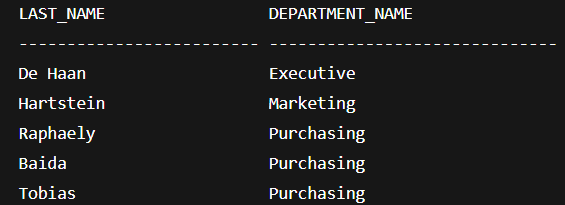 LAST_NAME                 DEPARTMENT_NAME
------------------------- ------------------------------
De Haan                   Executive
Hartstein                 Marketing
Raphaely                  Purchasing
Baida                     Purchasing
Tobias                    Purchasing